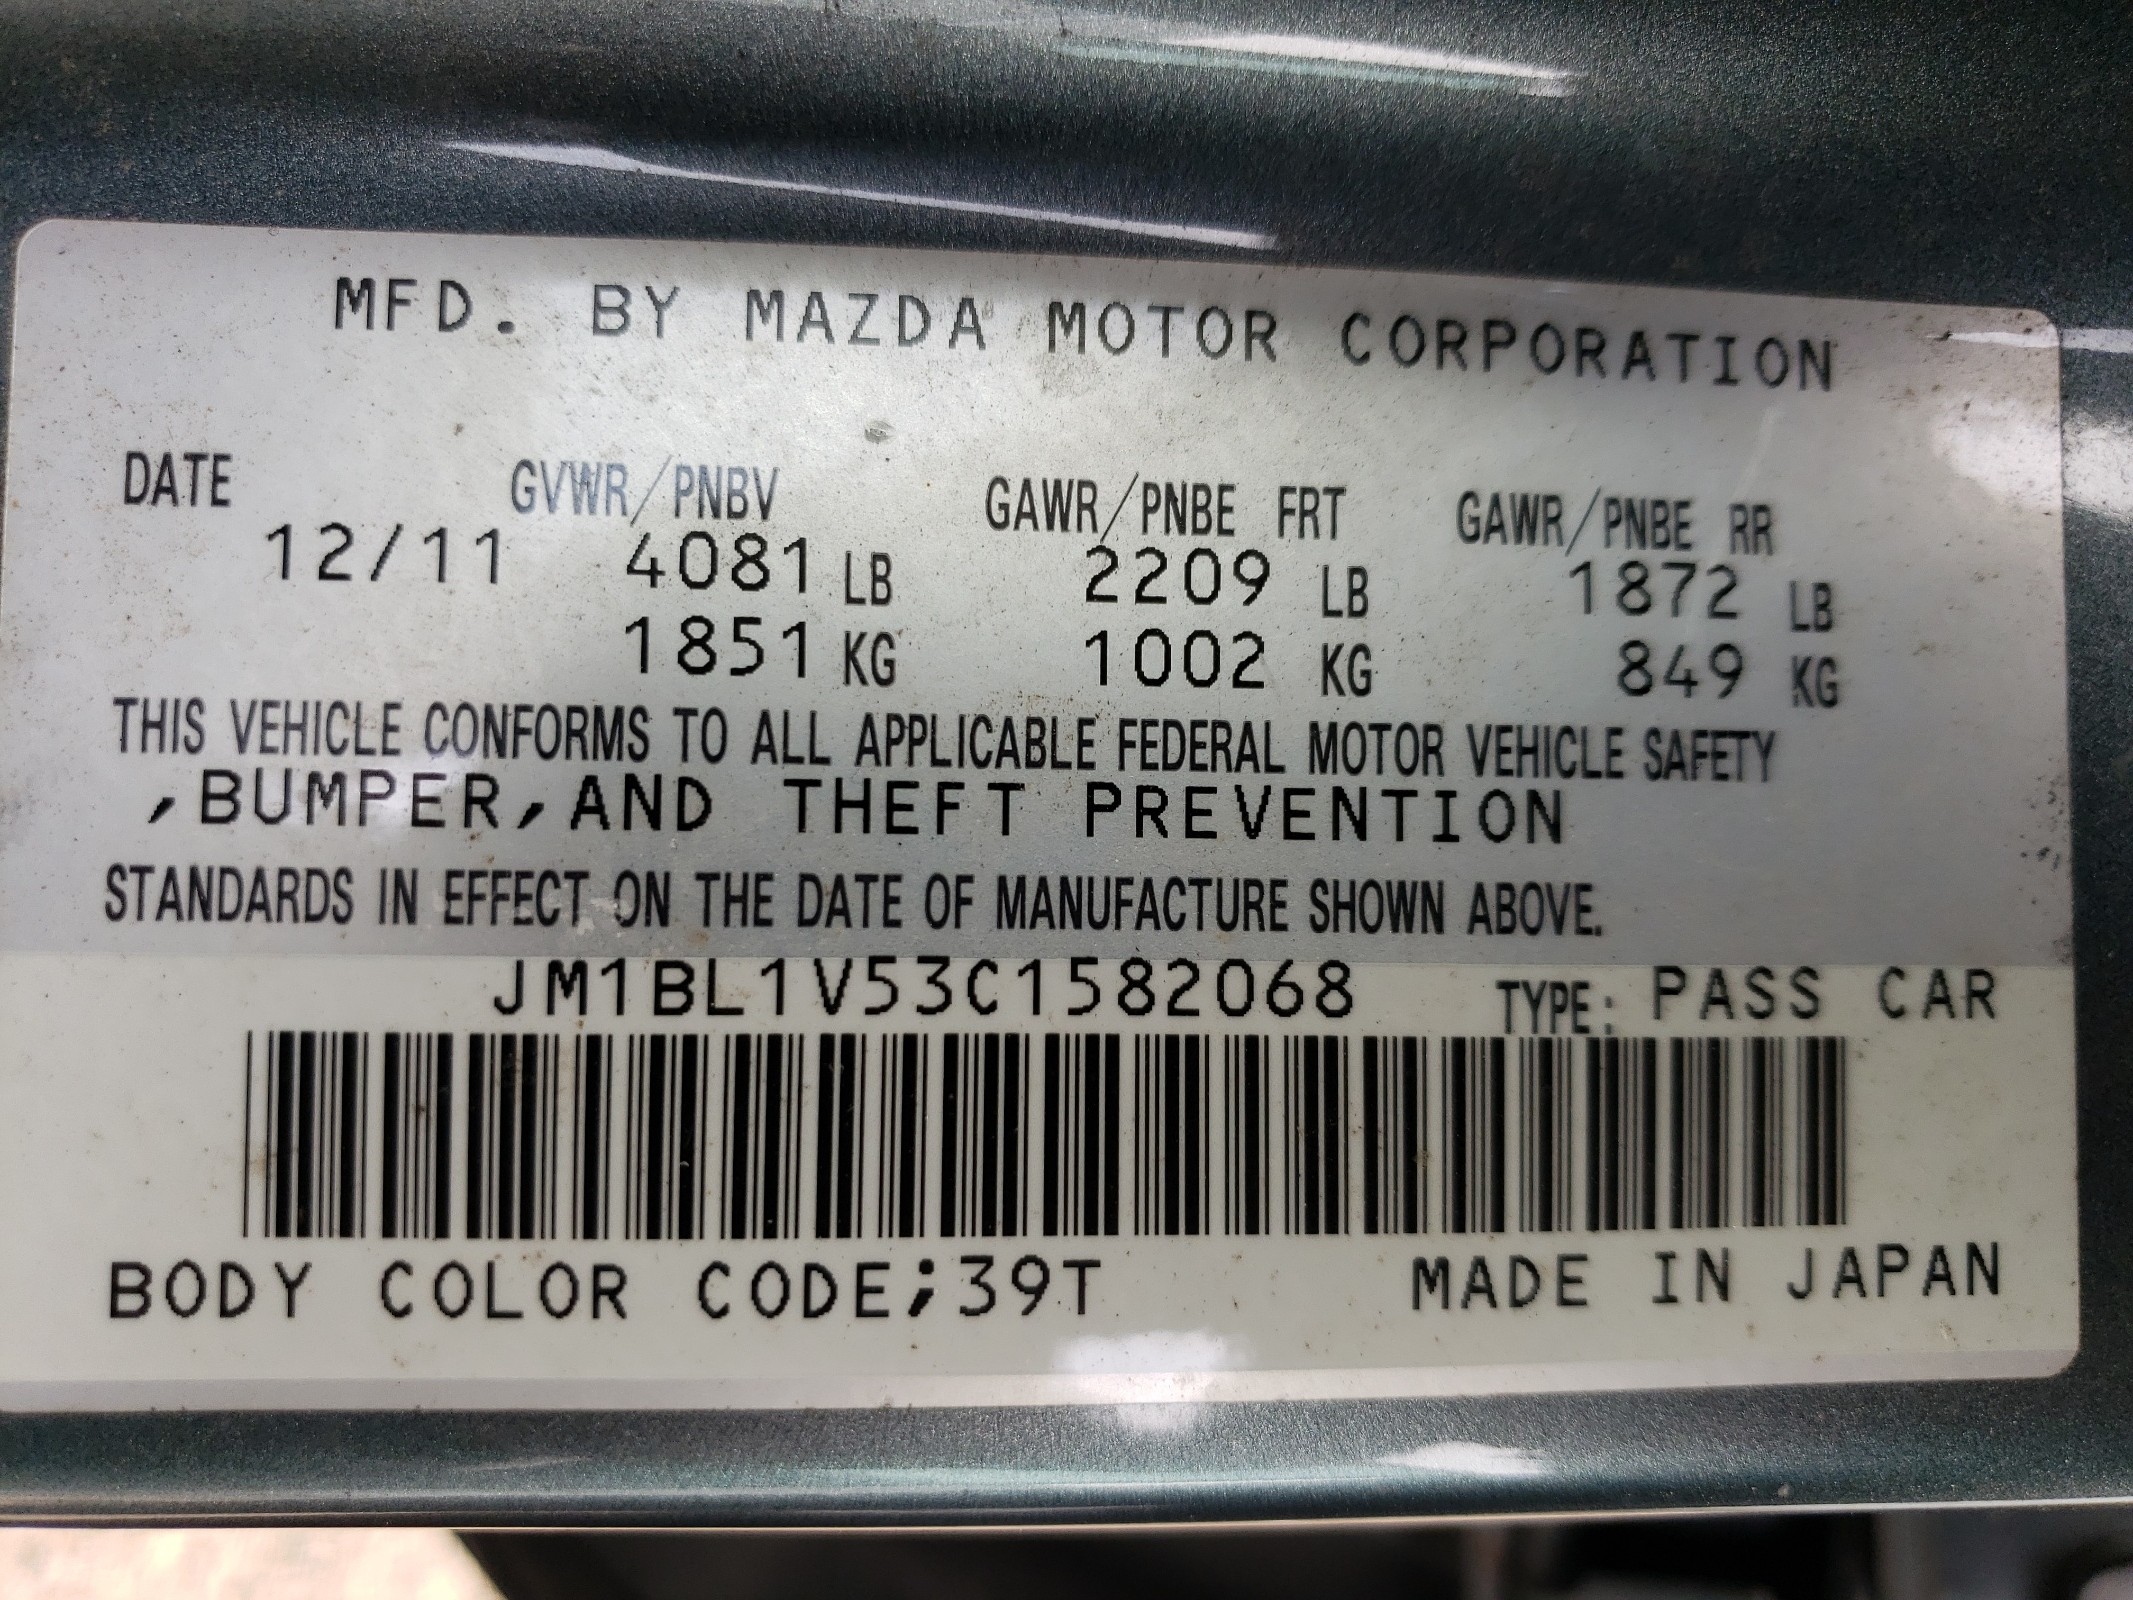 MFD. BY MAZDA MOTOR CORPORATION
DATE GVWR/PNBV GAWR/PNBE FRT GAWR/PNBE RR
12/11 4081 LB 2209 LB 1872 LB
1851 KG 1002 KG 849 KG
THIS VEHICLE CONFORMS TO ALL APPLICABLE FEDERAL MOTOR VEHICLE SAFETY
,BUMPER,AND THEFT PREVENTION
STANDARDS IN EFFECT ON THE DATE OF MANUFACTURE SHOWN ABOVE.
JM1BL1V53C1582068 TYPE: PASS CAR
BODY COLOR CODE;39T MADE IN JAPAN